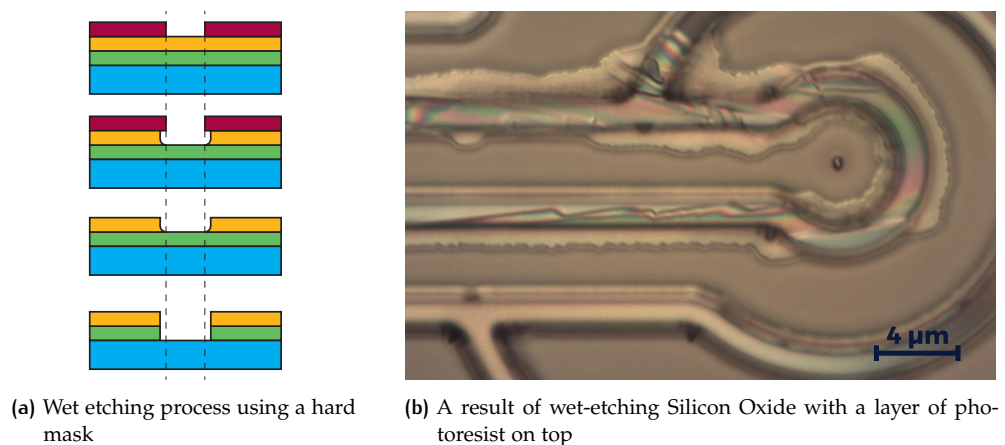 4 µm
(a) Wet etching process using a hard
mask
(b) A result of wet-etching Silicon Oxide with a layer of pho-
toresist on top